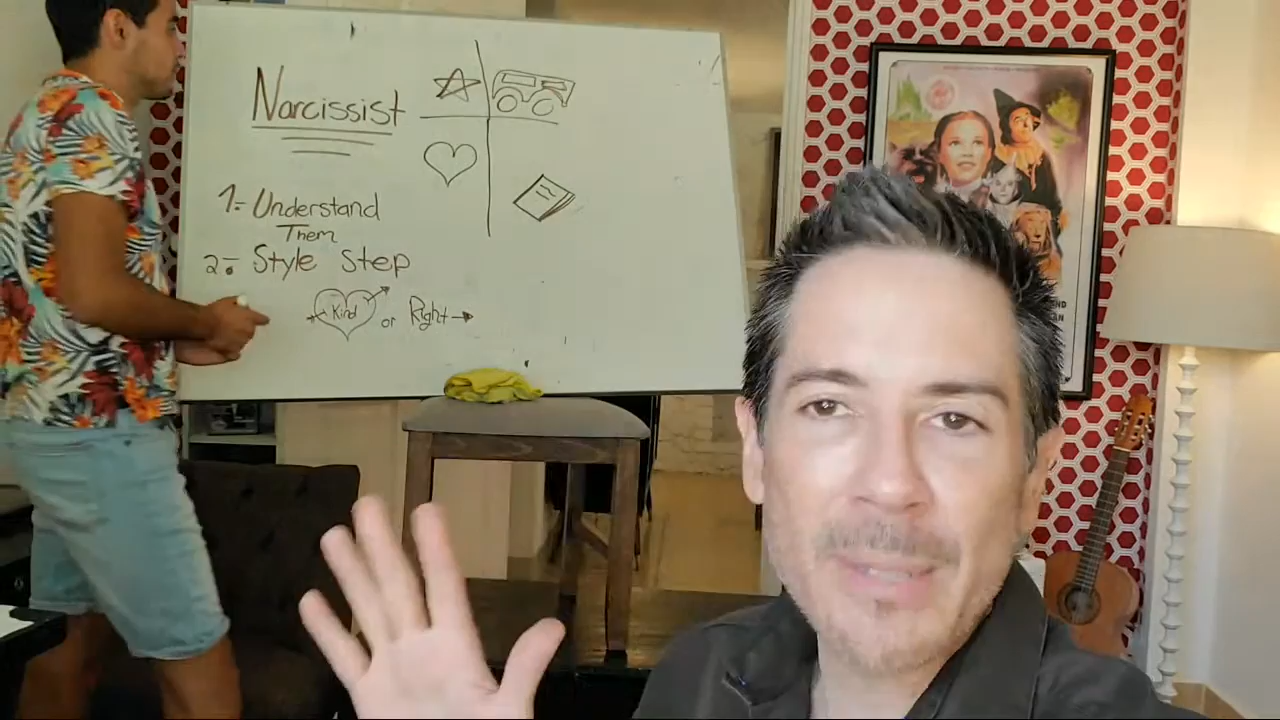 Narcissist
1- Understand
Them
2- Style Step
Kind or Right →